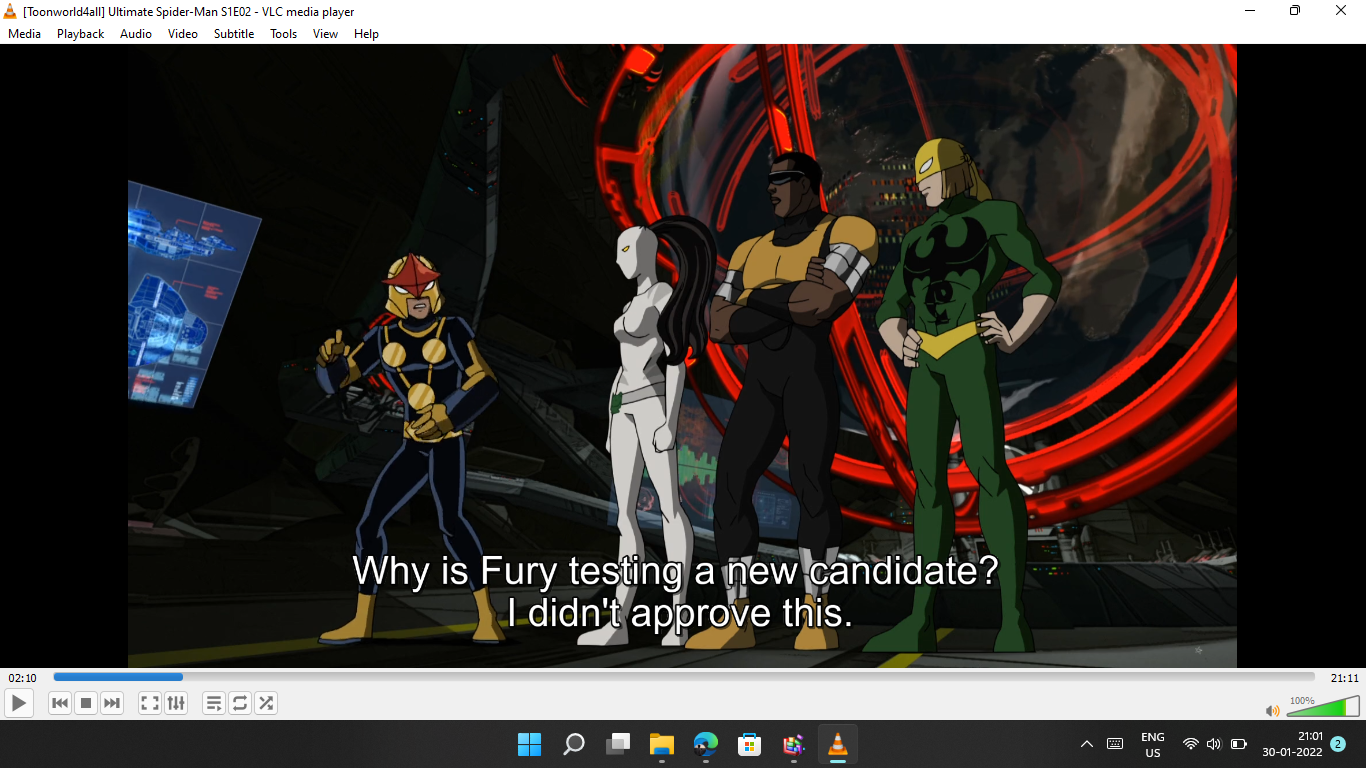 [Toonworld4all] Ultimate Spider-Man S1E02 - VLC media player
Media Playback Audio Video Subtitle Tools View Help
Why is Fury testing a new candidate?
I didn't approve this.
02:10 21:11
100%
ENG
US
21:01
30-01-2022
2